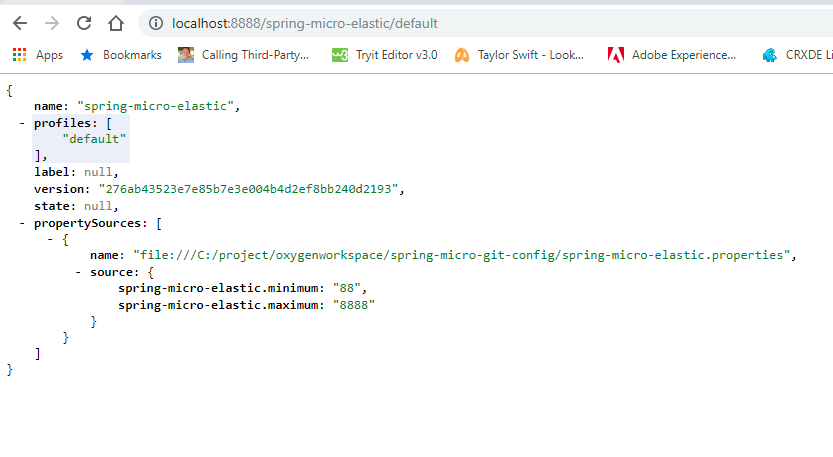 localhost:8888/spring-micro-elastic/default
Apps Bookmarks Calling Third-Party... w3 Tryit Editor v3.0 Taylor Swift - Look... Adobe Experience... CRXDE Li
{
name: "spring-micro-elastic",
- profiles: [
"default"
],
label: null,
version: "276ab43523e7e85b7e3e004b4d2ef8bb240d2193",
state: null,
- propertySources: [
- {
name: "file:///C:/project/oxygenworkspace/spring-micro-git-config/spring-micro-elastic.properties",
- source: {
spring-micro-elastic.minimum: "88",
spring-micro-elastic.maximum: "8888"
}
}
]
}